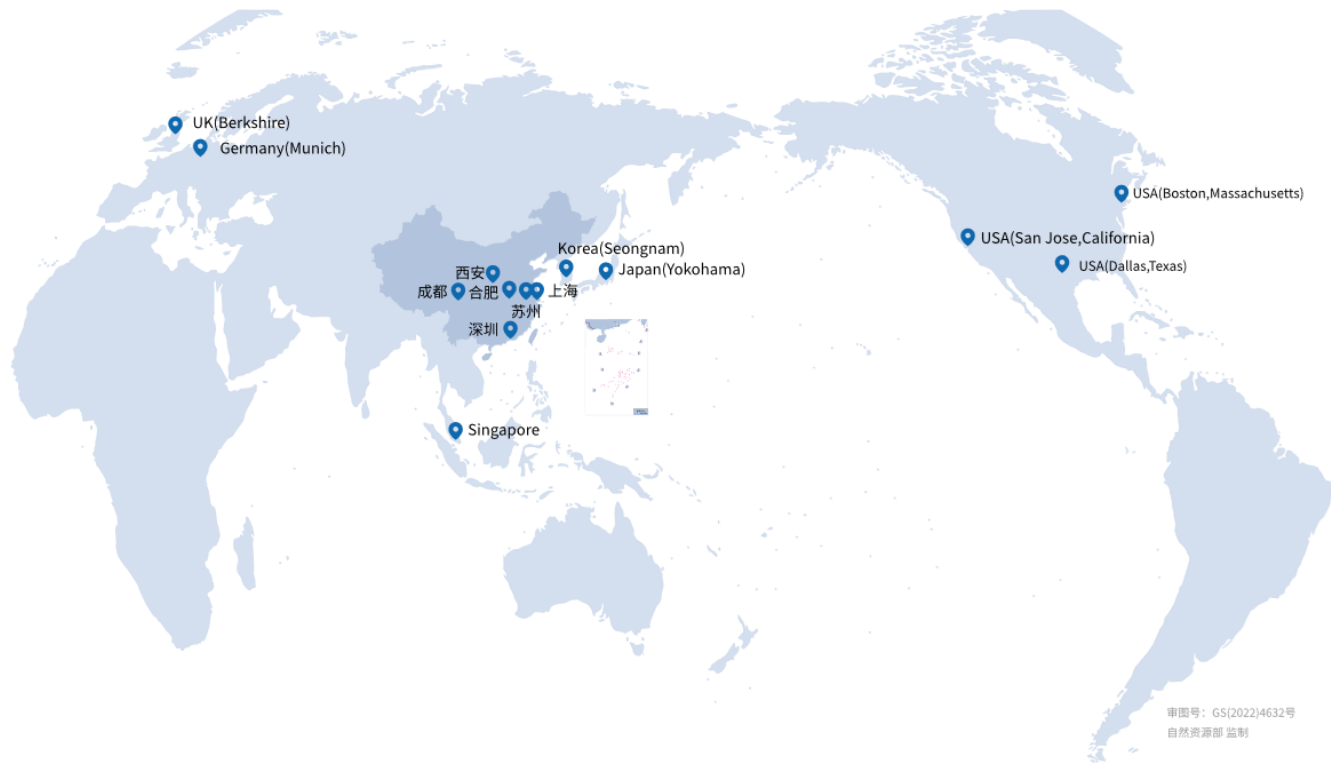 UK(Berkshire)
Germany(Munich)
USA(Boston,Massachusetts)
USA(San Jose,California)
Korea(Seongnam)
USA(Dallas,Texas)
Japan(Yokohama)
西安
成都
合肥
上海
苏州
深圳
Singapore
审图号：GS(2022)4632号
自然资源部 监制